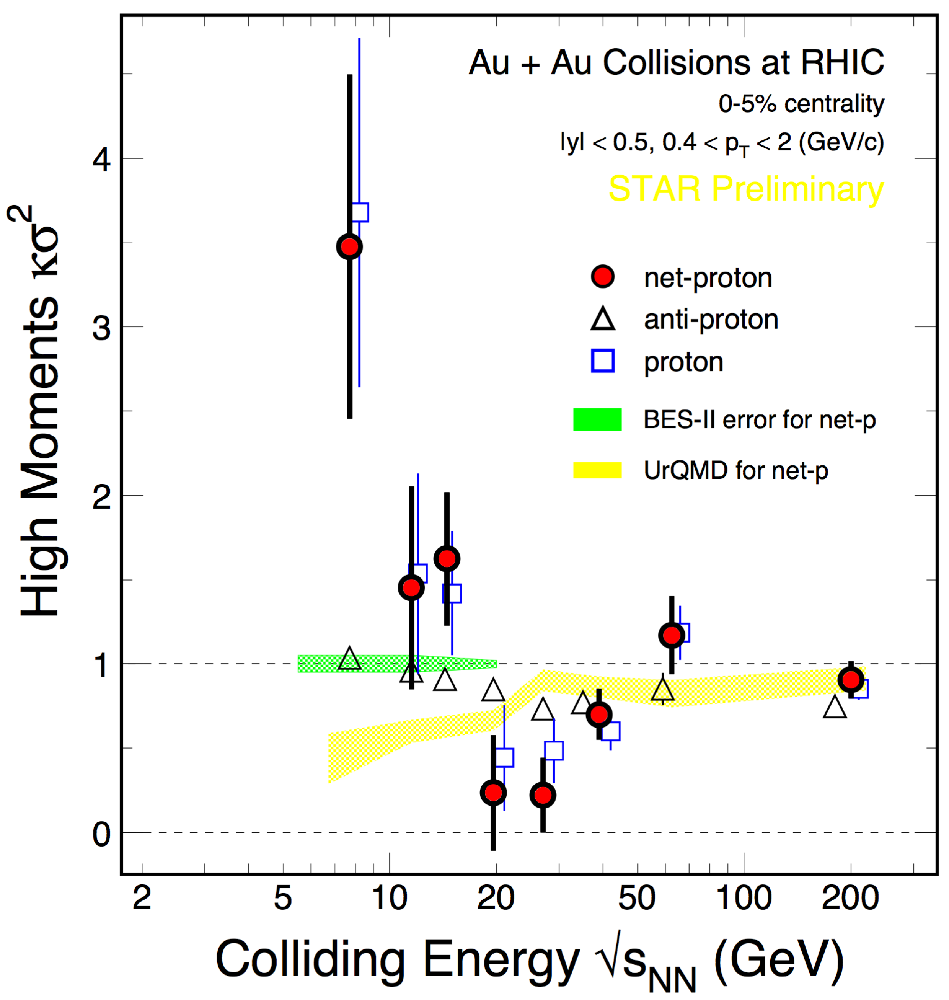 Au + Au Collisions at RHIC
0-5% centrality
|y| < 0.5, 0.4 < pT < 2 (GeV/c)
STAR Preliminary
net-proton
anti-proton
proton
BES-II error for net-p
UrQMD for net-p
High Moments κσ²
4
3
2
1
0
2 5 10 20 50 100 200
Colliding Energy √sNN (GeV)